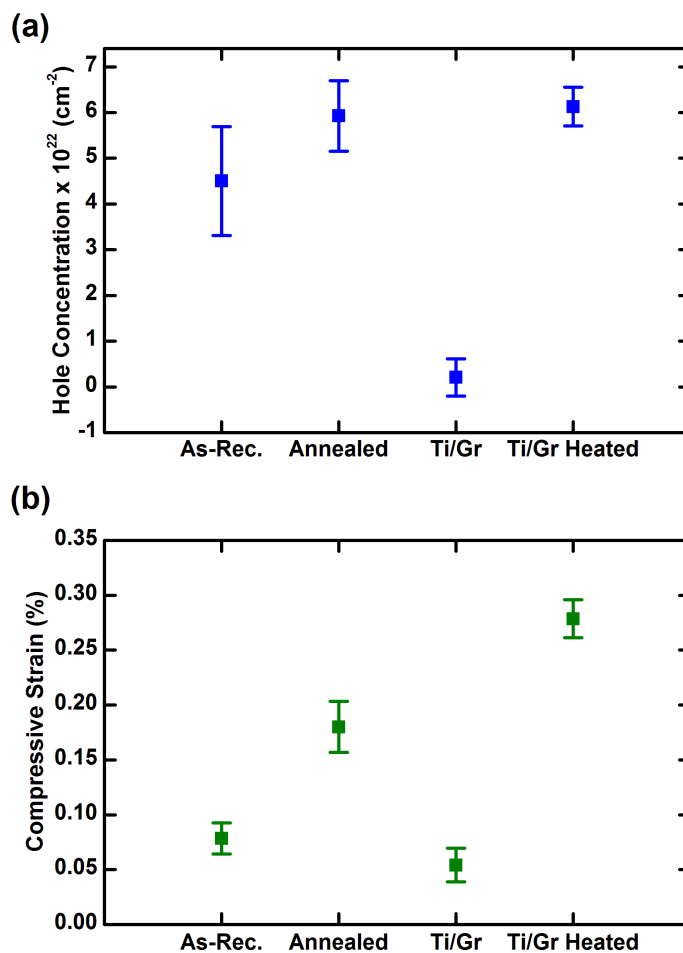 (a)
Hole Concentration x 10²² (cm⁻²)
7
6
5
4
3
2
1
0
-1
As-Rec. Annealed Ti/Gr Ti/Gr Heated
(b)
Compressive Strain (%)
0.35
0.30
0.25
0.20
0.15
0.10
0.05
0.00
As-Rec. Annealed Ti/Gr Ti/Gr Heated